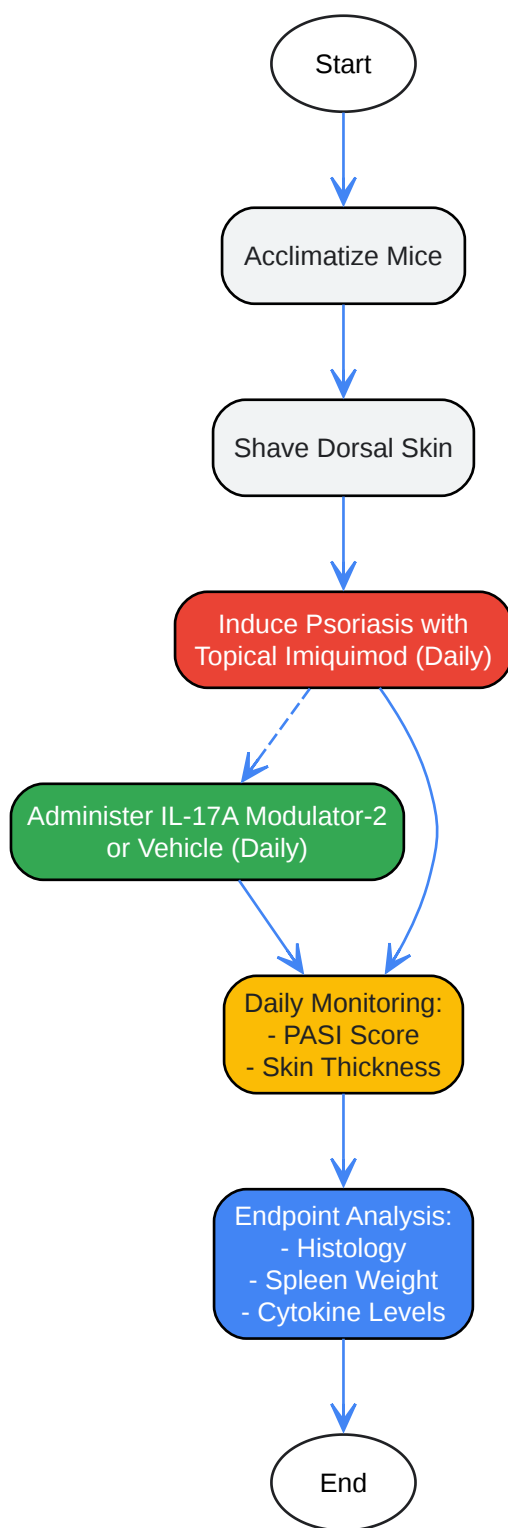 Start
Acclimatize Mice
Shave Dorsal Skin
Induce Psoriasis with
Topical Imiquimod (Daily)
Administer IL-17A Modulator-2
or Vehicle (Daily)
Daily Monitoring:
- PASI Score
- Skin Thickness
Endpoint Analysis:
- Histology
- Spleen Weight
- Cytokine Levels
End